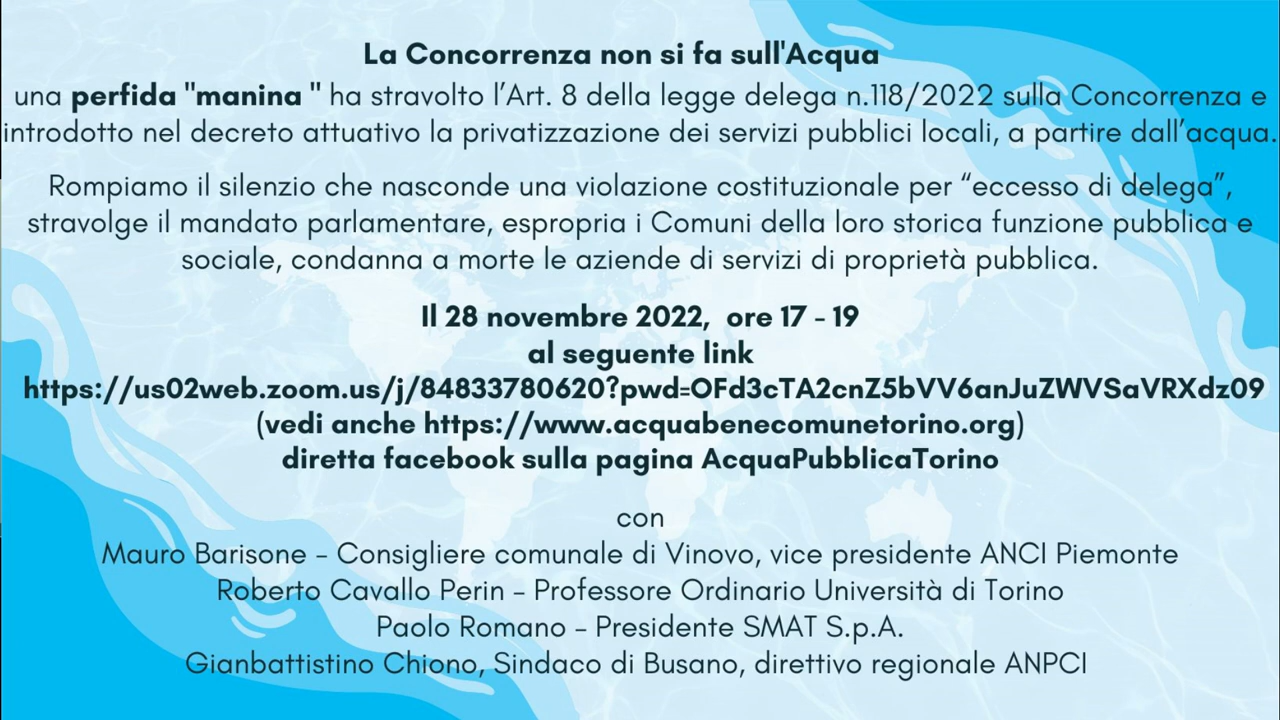 La Concorrenza non si fa sull'Acqua
una perfida "manina " ha stravolto l’Art. 8 della legge delega n.118/2022 sulla Concorrenza e
introdotto nel decreto attuativo la privatizzazione dei servizi pubblici locali, a partire dall’acqua.
Rompiamo il silenzio che nasconde una violazione costituzionale per “eccesso di delega”,
stravolge il mandato parlamentare, espropria i Comuni della loro storica funzione pubblica e
sociale, condanna a morte le aziende di servizi di proprietà pubblica.
Il 28 novembre 2022, ore 17 - 19
al seguente link
https://us02web.zoom.us/j/84833780620?pwd=OFd3cTA2cnZ5bVV6anJuZWVSaVRXdz09
(vedi anche https://www.acquabenecomunetorino.org)
diretta facebook sulla pagina AcquaPubblicaTorino
con
Mauro Barisone - Consigliere comunale di Vinovo, vice presidente ANCI Piemonte
Roberto Cavallo Perin - Professore Ordinario Università di Torino
Paolo Romano - Presidente SMAT S.p.A.
Gianbattistino Chiono, Sindaco di Busano, direttivo regionale ANPCI